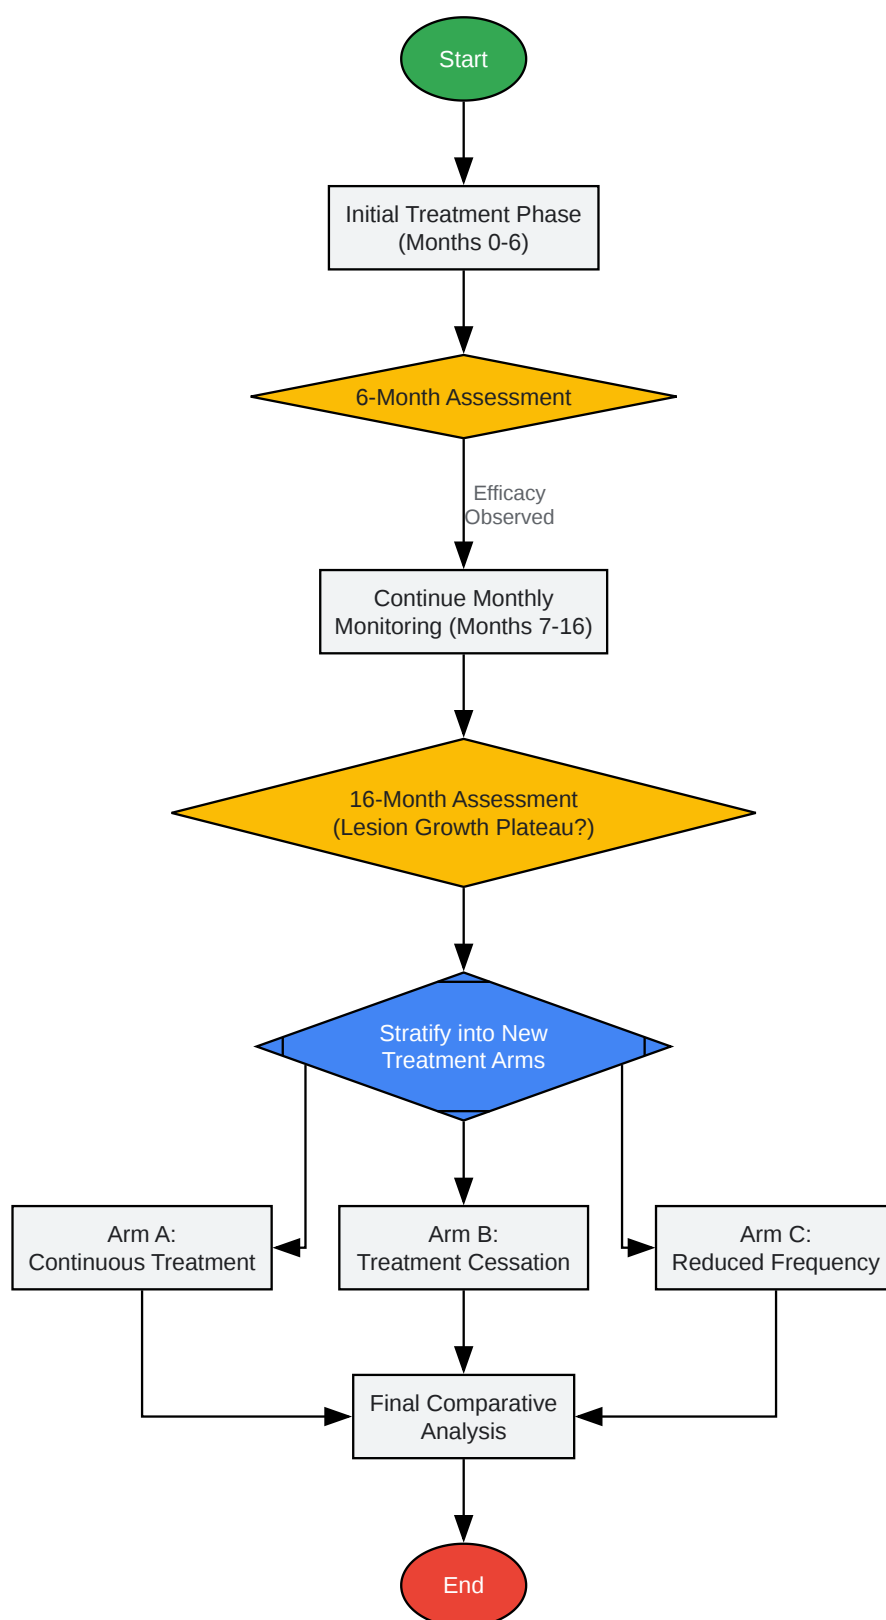 Start
Initial Treatment Phase
(Months 0-6)
6-Month Assessment
Efficacy
Observed
Continue Monthly
Monitoring (Months 7-16)
16-Month Assessment
(Lesion Growth Plateau?)
Stratify into New
Treatment Arms
Arm A:
Continuous Treatment
Arm B:
Treatment Cessation
Arm C:
Reduced Frequency
Final Comparative
Analysis
End